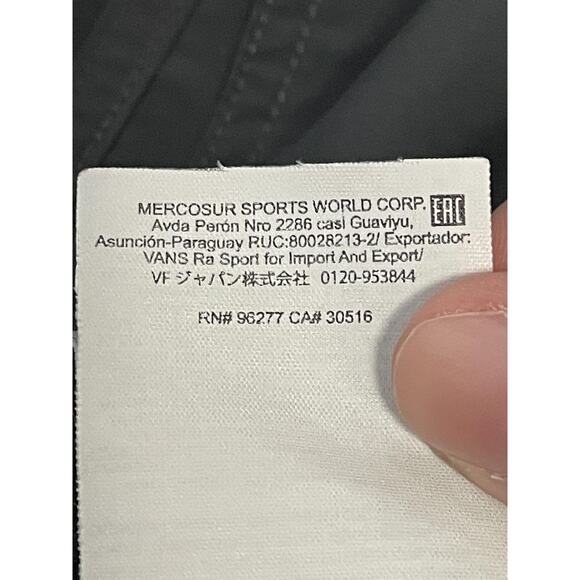 MERCOSUR SPORTS WORLD CORP. EAC
Avda Perón Nro 2286 casi Guaviyu,
Asunción-Paraguay RUC:80028213-2/ Exportador:
VANS Ra Sport for Import And Export/
VF ジャパン株式会社 0120-953844
RN# 96277 CA# 30516